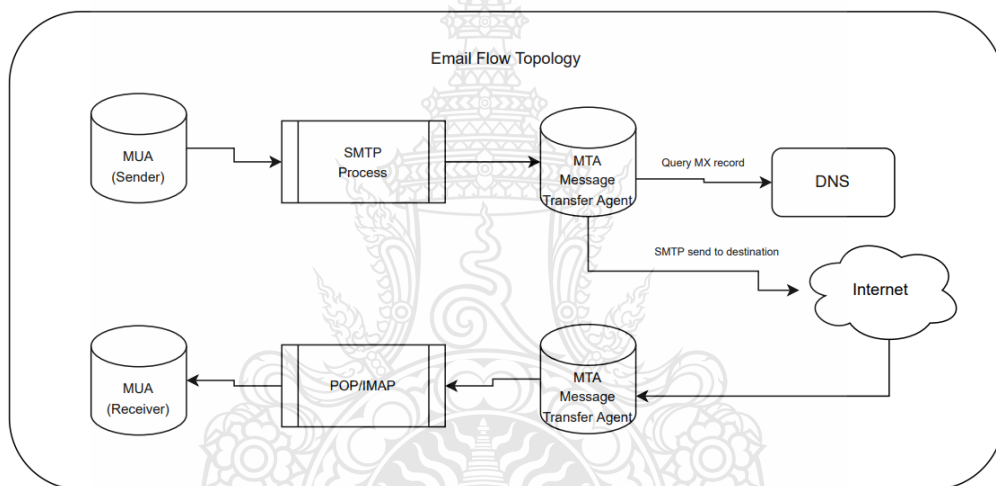 Email Flow Topology
MUA
(Sender)
SMTP
Process
MTA
Message
Transfer Agent
Query MX record
DNS
SMTP send to destination
Internet
MUA
(Receiver)
POP/IMAP
MTA
Message
Transfer Agent